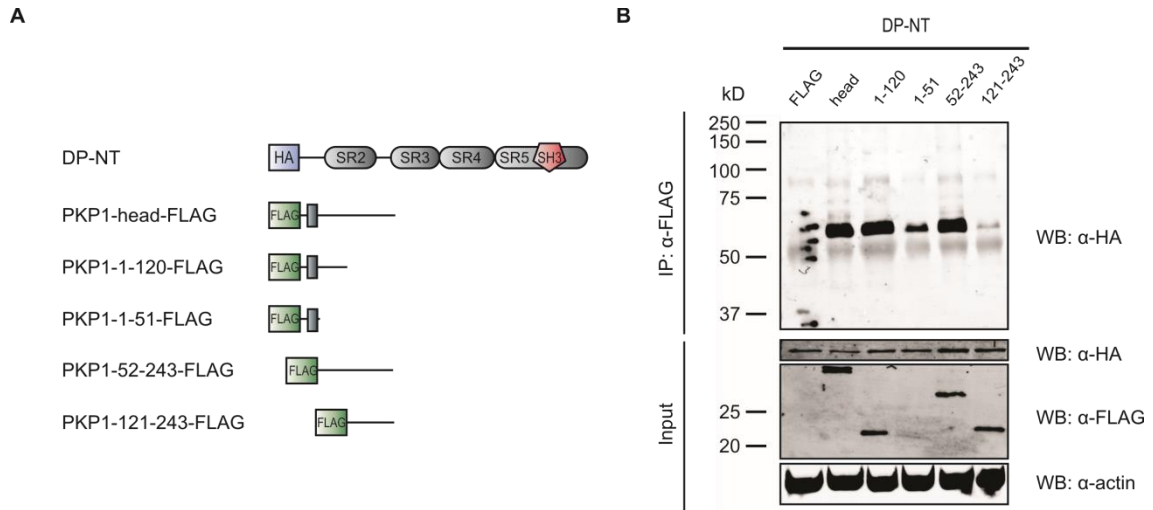 A
DP-NT
HA
SR2
SR3
SR4
SR5
SH3
PKP1-head-FLAG
FLAG
PKP1-1-120-FLAG
FLAG
PKP1-1-51-FLAG
FLAG
PKP1-52-243-FLAG
FLAG
PKP1-121-243-FLAG
FLAG
B
DP-NT
kD
FLAG
head
1-120
1-51
52-243
121-243
IP: α-FLAG
250
150
100
75
50
37
WB: α-HA
Input
WB: α-HA
25
20
WB: α-FLAG
WB: α-actin